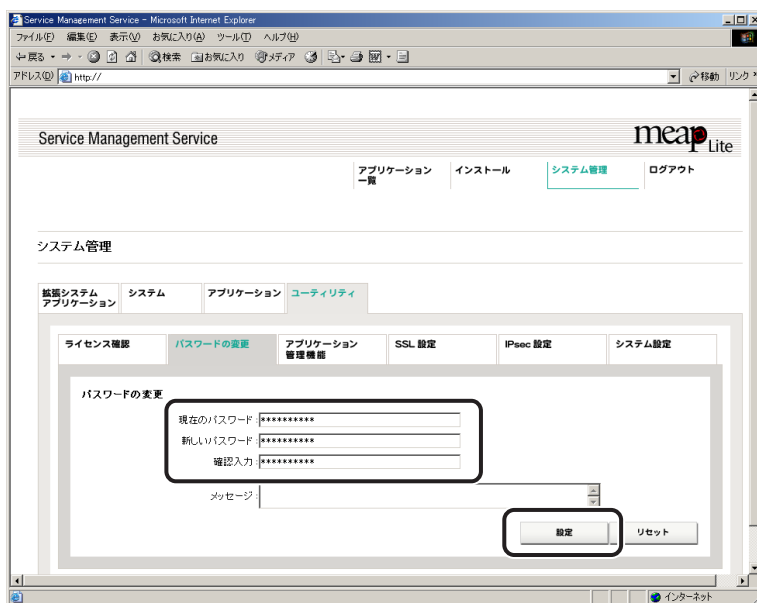 Service Management Service - Microsoft Internet Explorer
ファイル(F) 編集(E) 表示(V) お気に入り(A) ツール(T) ヘルプ(H)
戻る 検索 お気に入り メディア
アドレス(D) http:// 移動 リンク »
Service Management Service meap Lite
アプリケーション一覧 インストール システム管理 ログアウト
システム管理
拡張システムアプリケーション システム アプリケーション ユーティリティ
ライセンス確認 パスワードの変更 アプリケーション管理機能 SSL 設定 IPsec 設定 システム設定
パスワードの変更
現在のパスワード : **********
新しいパスワード : **********
確認入力 : **********
メッセージ :
設定 リセット
インターネット